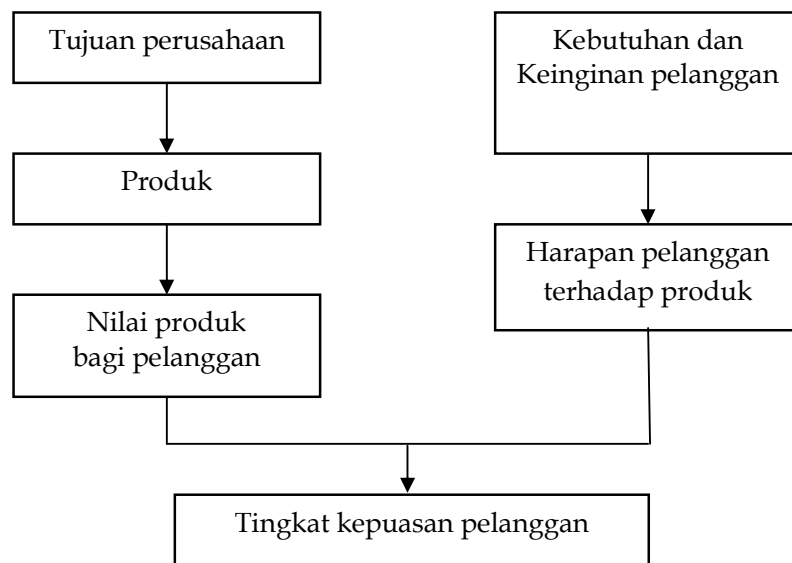 Tujuan perusahaan
Kebutuhan dan
Keinginan pelanggan
Produk
Harapan pelanggan
terhadap produk
Nilai produk
bagi pelanggan
Tingkat kepuasan pelanggan